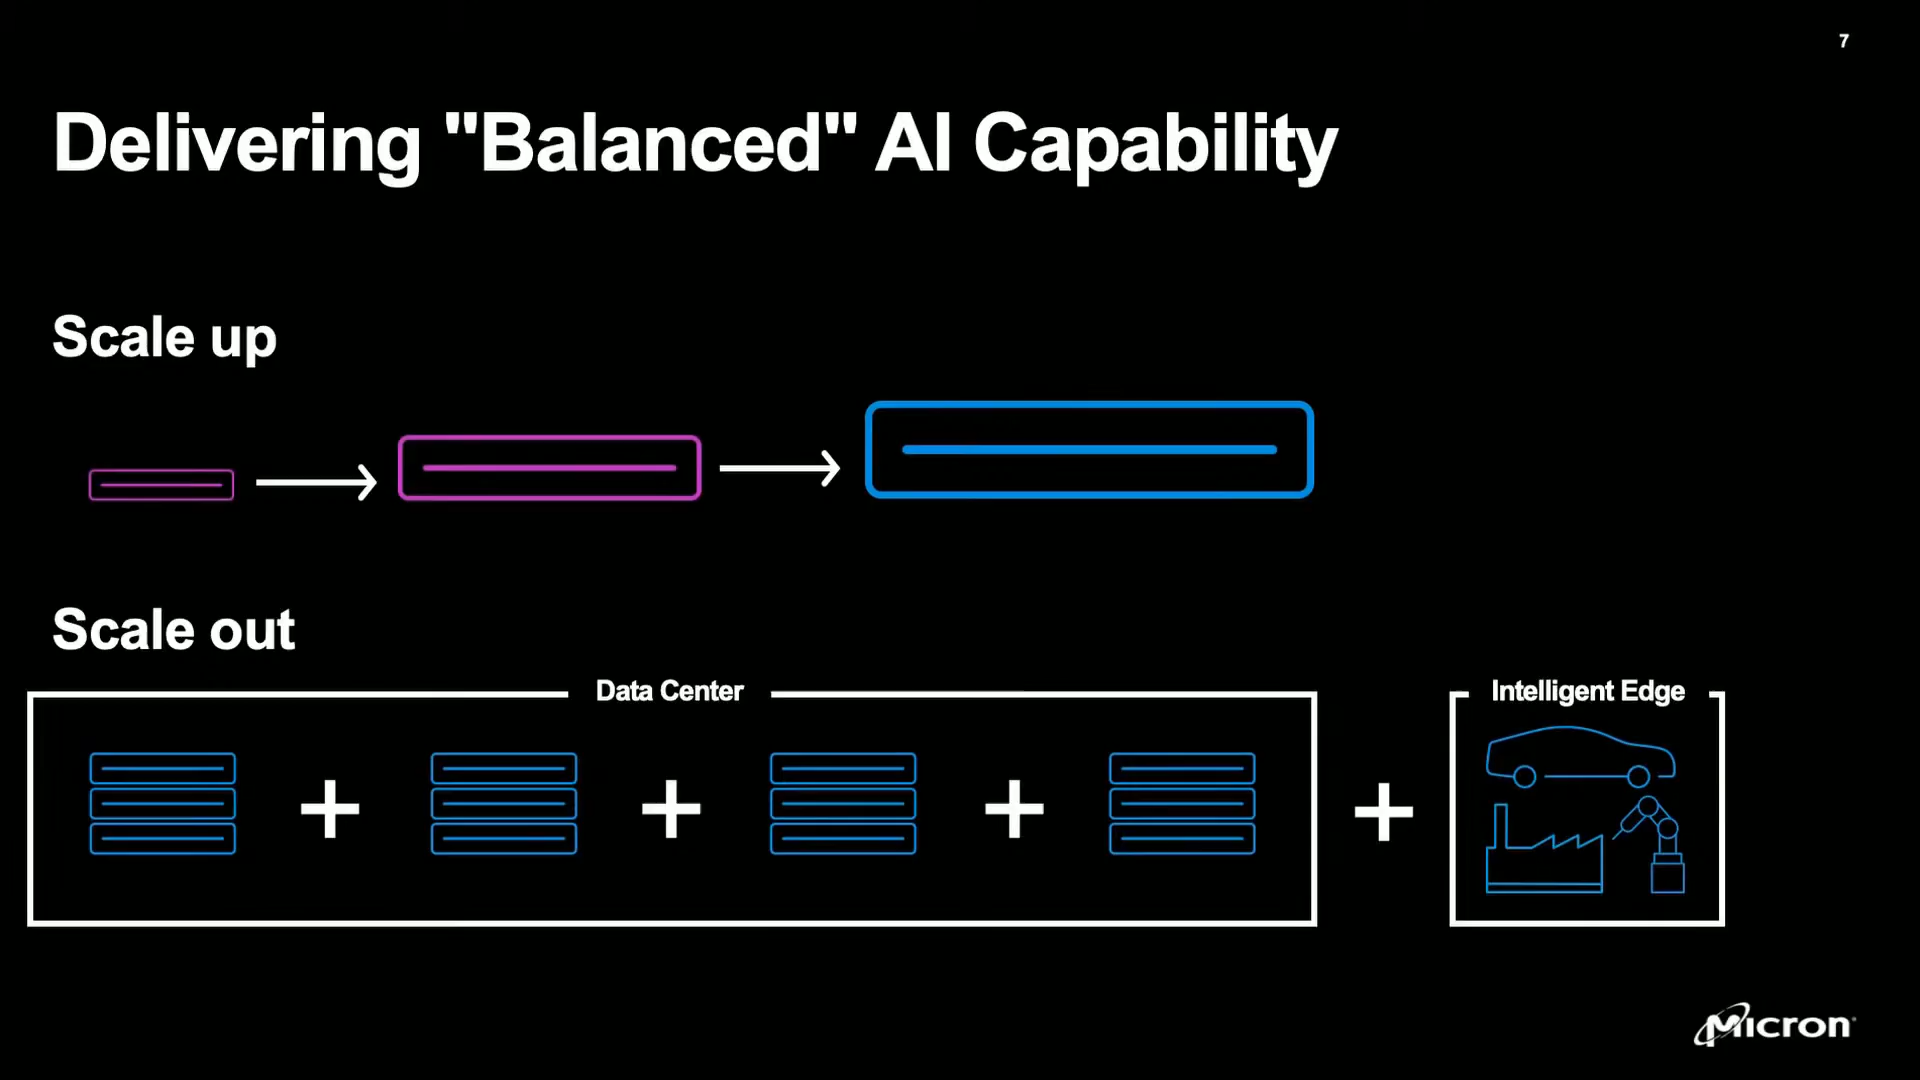 7
Delivering "Balanced" AI Capability
Scale up
Scale out
Data Center
Intelligent Edge
Micron